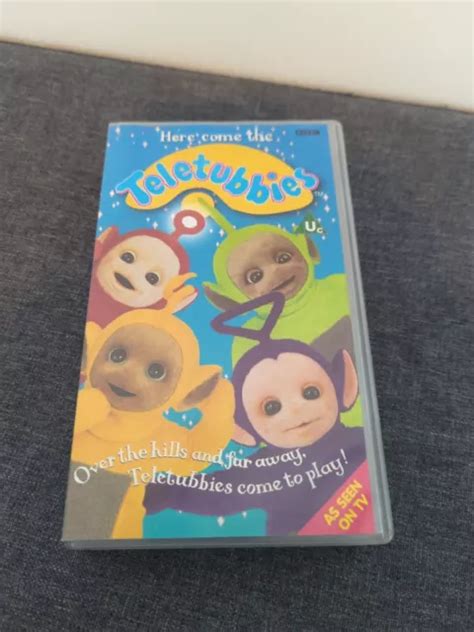 Here come the
BBC
Teletubbies
TM
Uc
Over the hills and far away,
Teletubbies come to play!
AS SEEN
ON TV